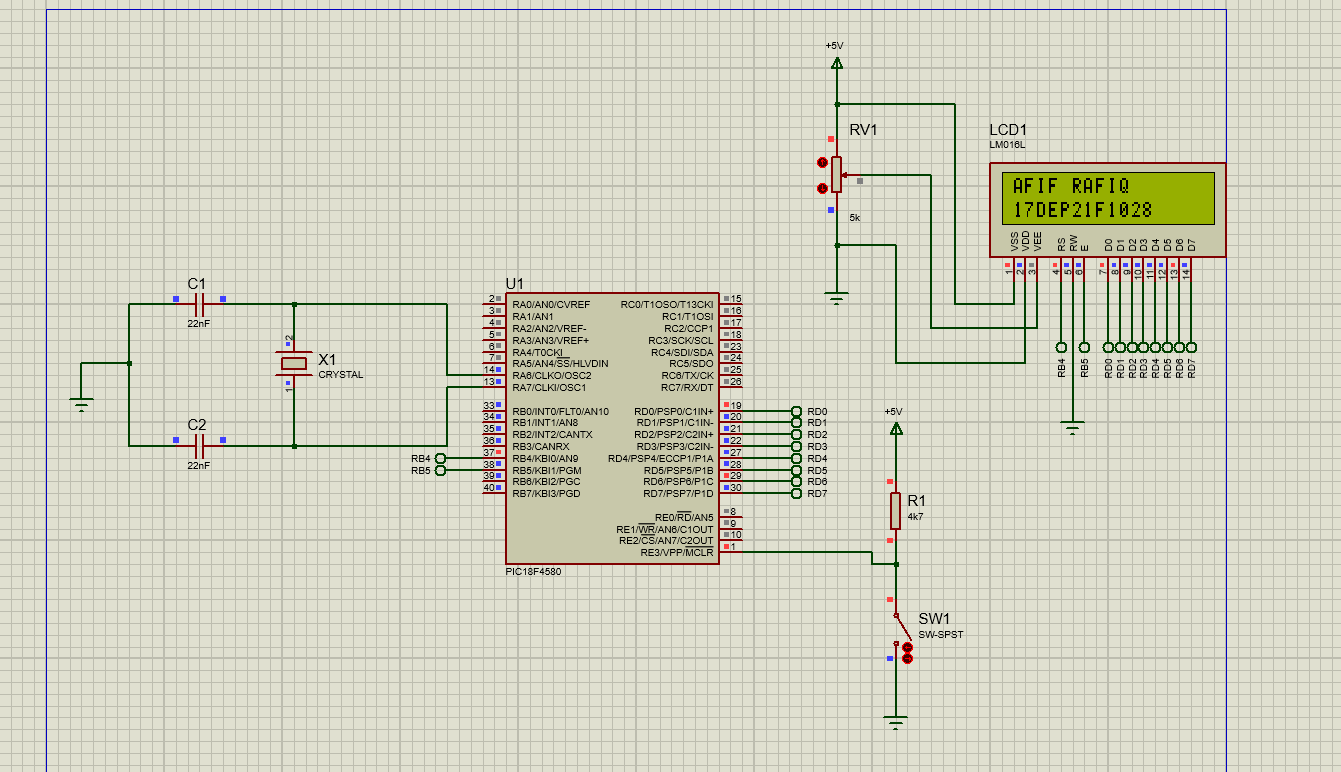 +5V
RV1
5k
LCD1
LM016L
AFIF RAFIQ
17DEP21F1028
VSS
VDD
VEE
RS
RW
E
D0
D1
D2
D3
D4
D5
D6
D7
1
2
3
4
5
6
7
8
9
10
11
12
13
14
RB4
RB5
RD0
RD1
RD2
RD3
RD4
RD5
RD6
RD7
C1
22nF
X1
CRYSTAL
2
1
C2
22nF
U1
2 RA0/AN0/CVREF RC0/T1OSO/T13CKI 15
3 RA1/AN1 RC1/T1OSI 16
4 RA2/AN2/VREF- RC2/CCP1 17
5 RA3/AN3/VREF+ RC3/SCK/SCL 18
6 RA4/T0CKI RC4/SDI/SDA 23
7 RA5/AN4/SS/HLVDIN RC5/SDO 24
14 RA6/CLKO/OSC2 RC6/TX/CK 25
13 RA7/CLKI/OSC1 RC7/RX/DT 26
33 RB0/INT0/FLT0/AN10 RD0/PSP0/C1IN+ 19 RD0
34 RB1/INT1/AN8 RD1/PSP1/C1IN- 20 RD1
35 RB2/INT2/CANTX RD2/PSP2/C2IN+ 21 RD2
36 RB3/CANRX RD3/PSP3/C2IN- 22 RD3
RB4 37 RB4/KBI0/AN9 RD4/PSP4/ECCP1/P1A 27 RD4
RB5 38 RB5/KBI1/PGM RD5/PSP5/P1B 28 RD5
39 RB6/KBI2/PGC RD6/PSP6/P1C 29 RD6
40 RB7/KBI3/PGD RD7/PSP7/P1D 30 RD7
RE0/RD/AN5 8
RE1/WR/AN6/C1OUT 9
RE2/CS/AN7/C2OUT 10
RE3/VPP/MCLR 1
PIC18F4580
+5V
R1
4k7
SW1
SW-SPST